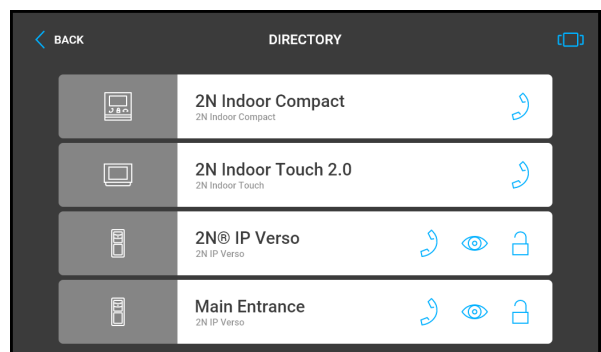 BACK
DIRECTORY
2N Indoor Compact
2N Indoor Compact
2N Indoor Touch 2.0
2N Indoor Touch
2N® IP Verso
2N IP Verso
Main Entrance
2N IP Verso